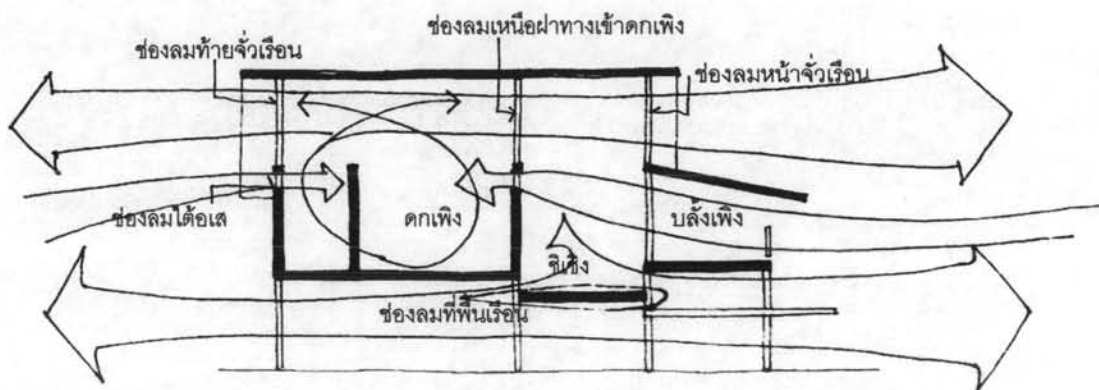 ช่องลมเหนือฝาทางเข้าดกเพิง
ช่องลมท้ายจั่วเรือน
ช่องลมหน้าจั่วเรือน
ช่องลมใต้อเส
ดกเพิง
บลั้งเพิง
ชิเชิง
ช่องลมที่พื้นเรือน